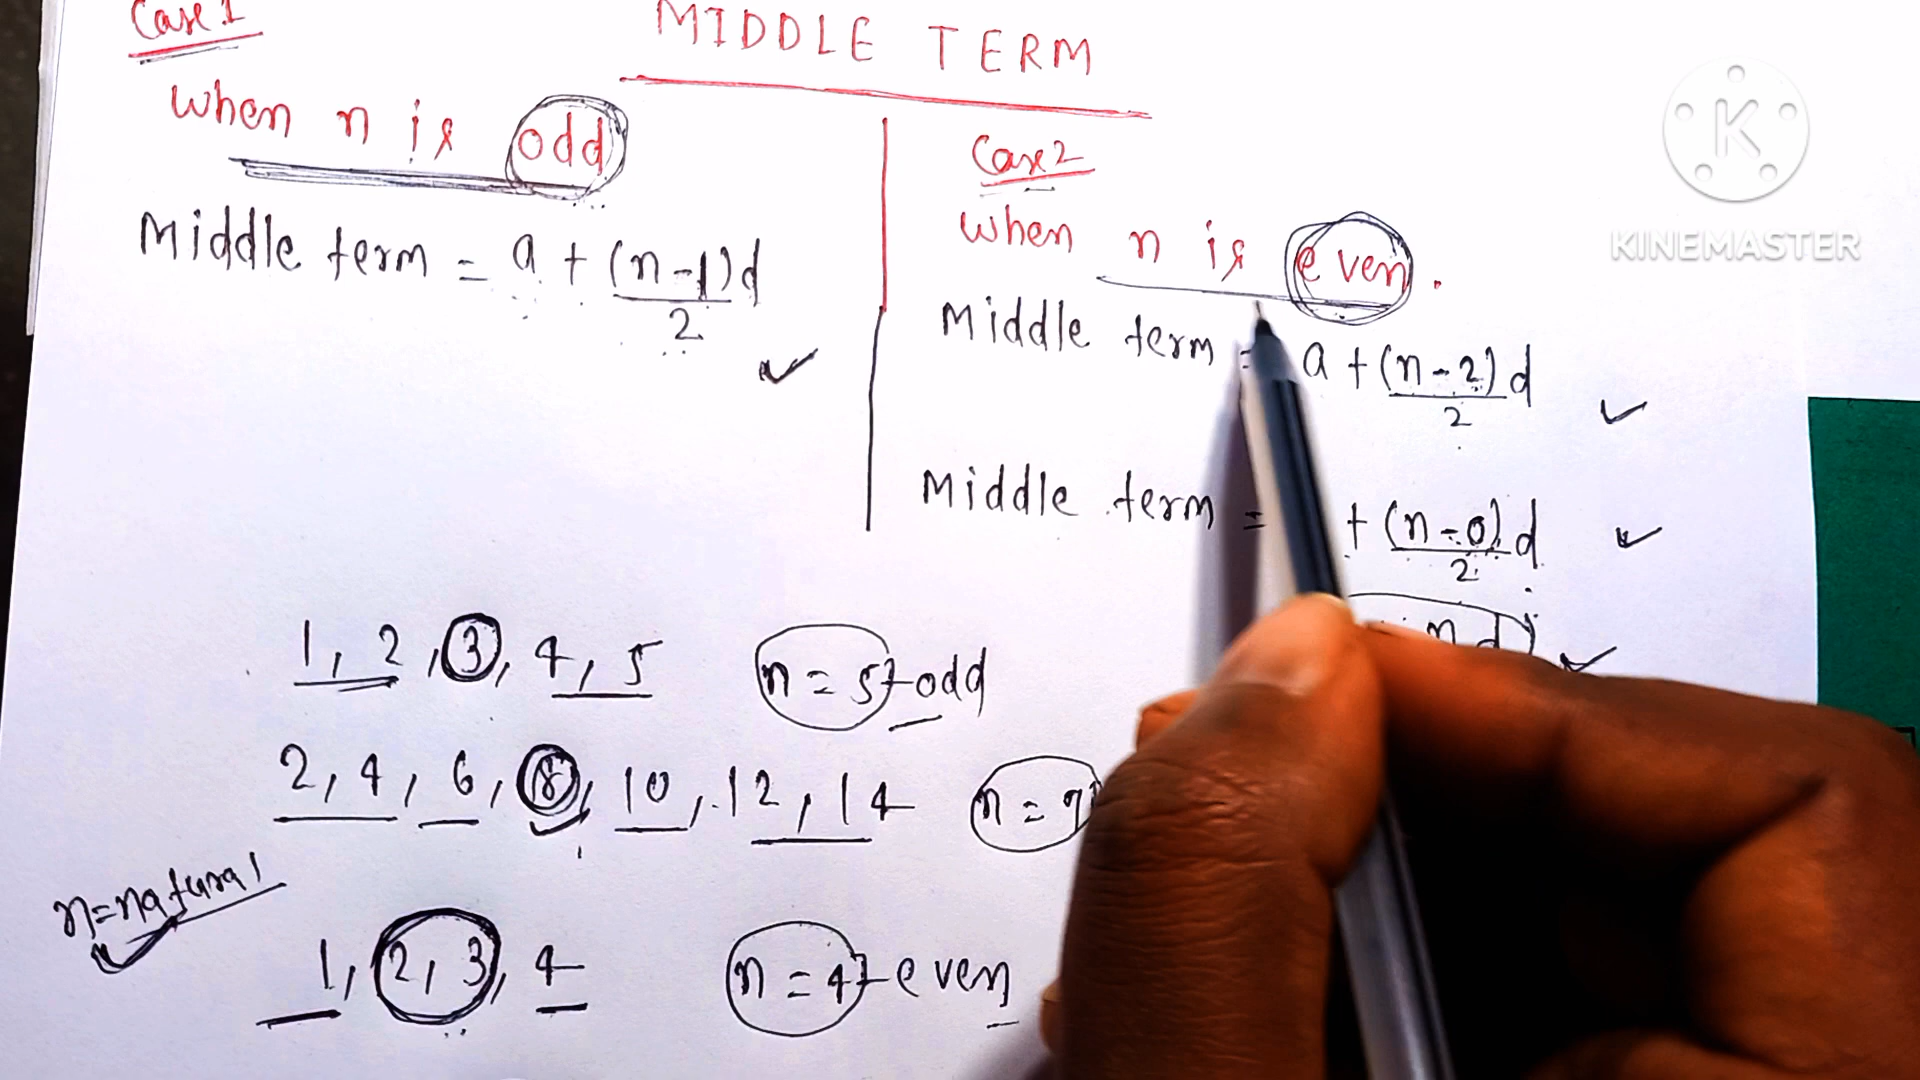 Case 1
MIDDLE TERM
when n is odd
Middle term = a + (n-1)d
2
Case 2
when n is even.
Middle term = a + (n-2)d
2
Middle term = + (n-0)d
2
n d
1, 2, 3, 4, 5 n = 5 odd
2, 4, 6, 8, 10, 12, 14 n = 7
n=natural
1, 2, 3, 4 n = 4 even
K
KINEMASTER